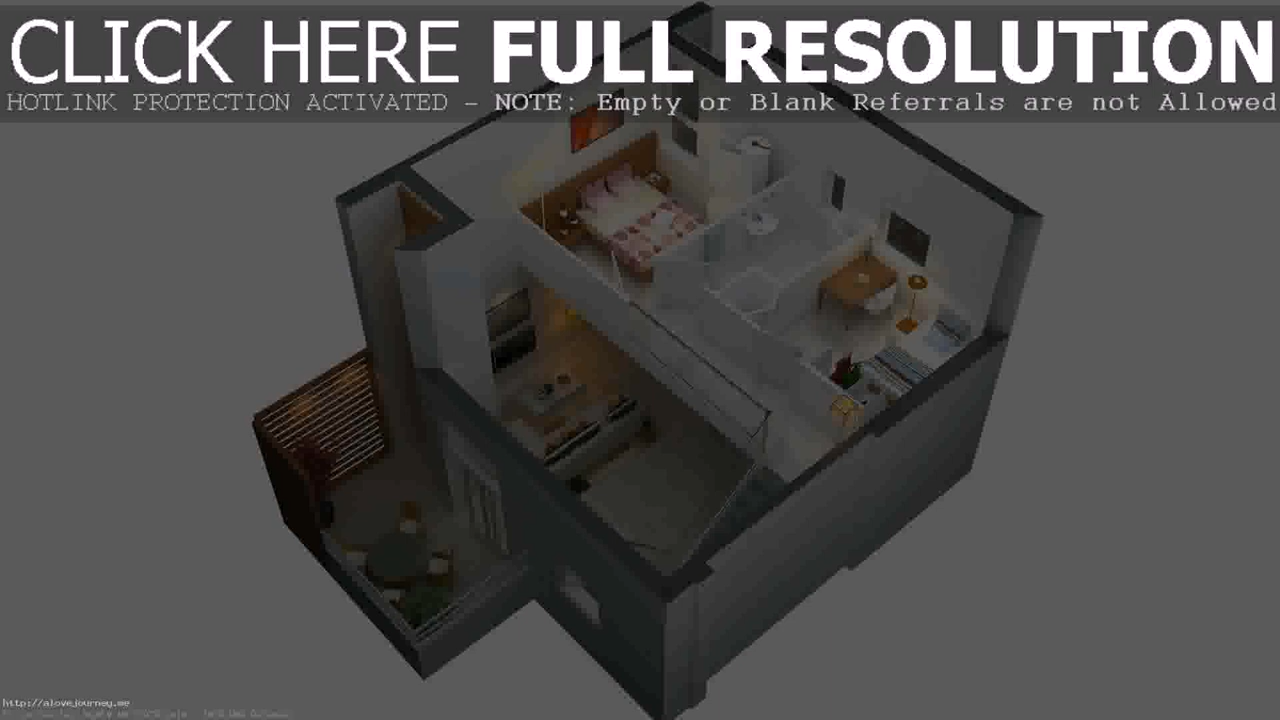 CLICK HERE FULL RESOLUTION
HOTLINK PROTECTION ACTIVATED - NOTE: Empty or Blank Referrals are not Allowed
http://alovejourney.me